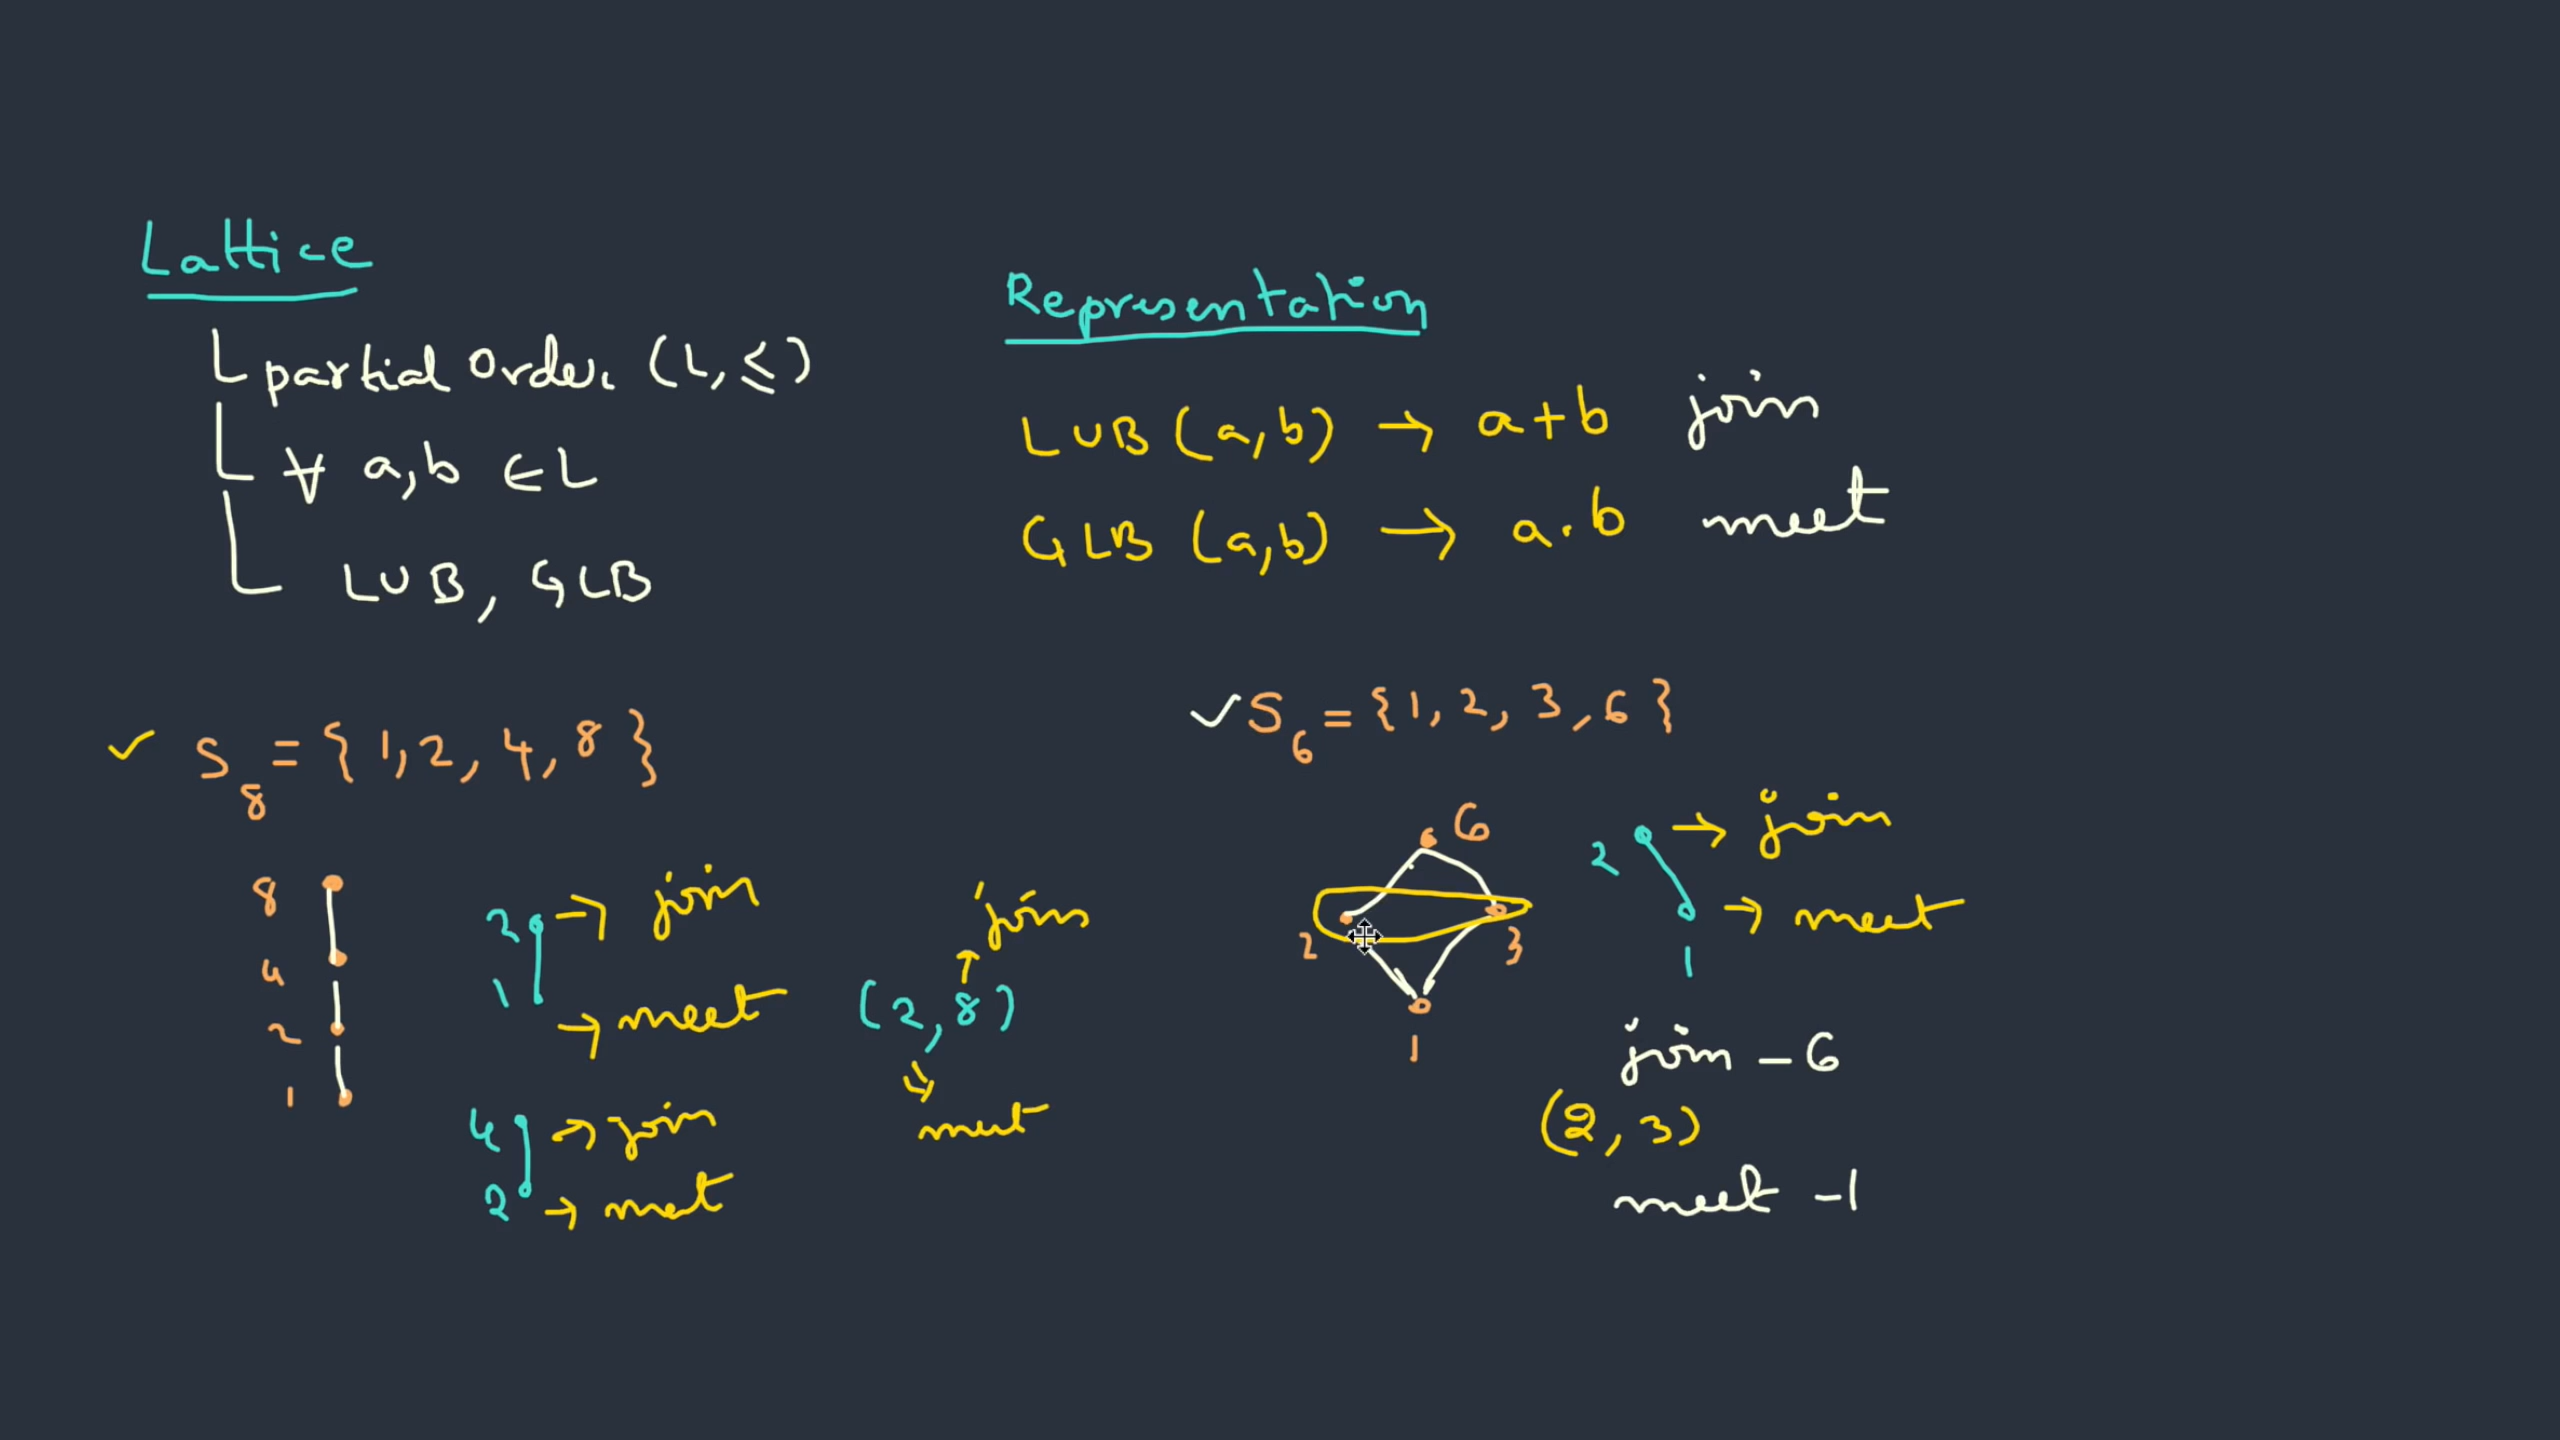 Lattice
partial Order (L, ≤)
∀ a,b ∈ L
LUB, GLB
Representation
LUB (a,b) → a+b join
GLB (a,b) → a.b meet
✓ S8 = {1,2, 4, 8}
8
4
2
1
2 → join
1 → meet
4 → join
2 → meet
join
↑
(2,8)
↓
meet
✓ S6 = {1, 2, 3, 6}
6
2
3
1
2 → join
→ meet
1
join - 6
(2, 3)
meet - 1